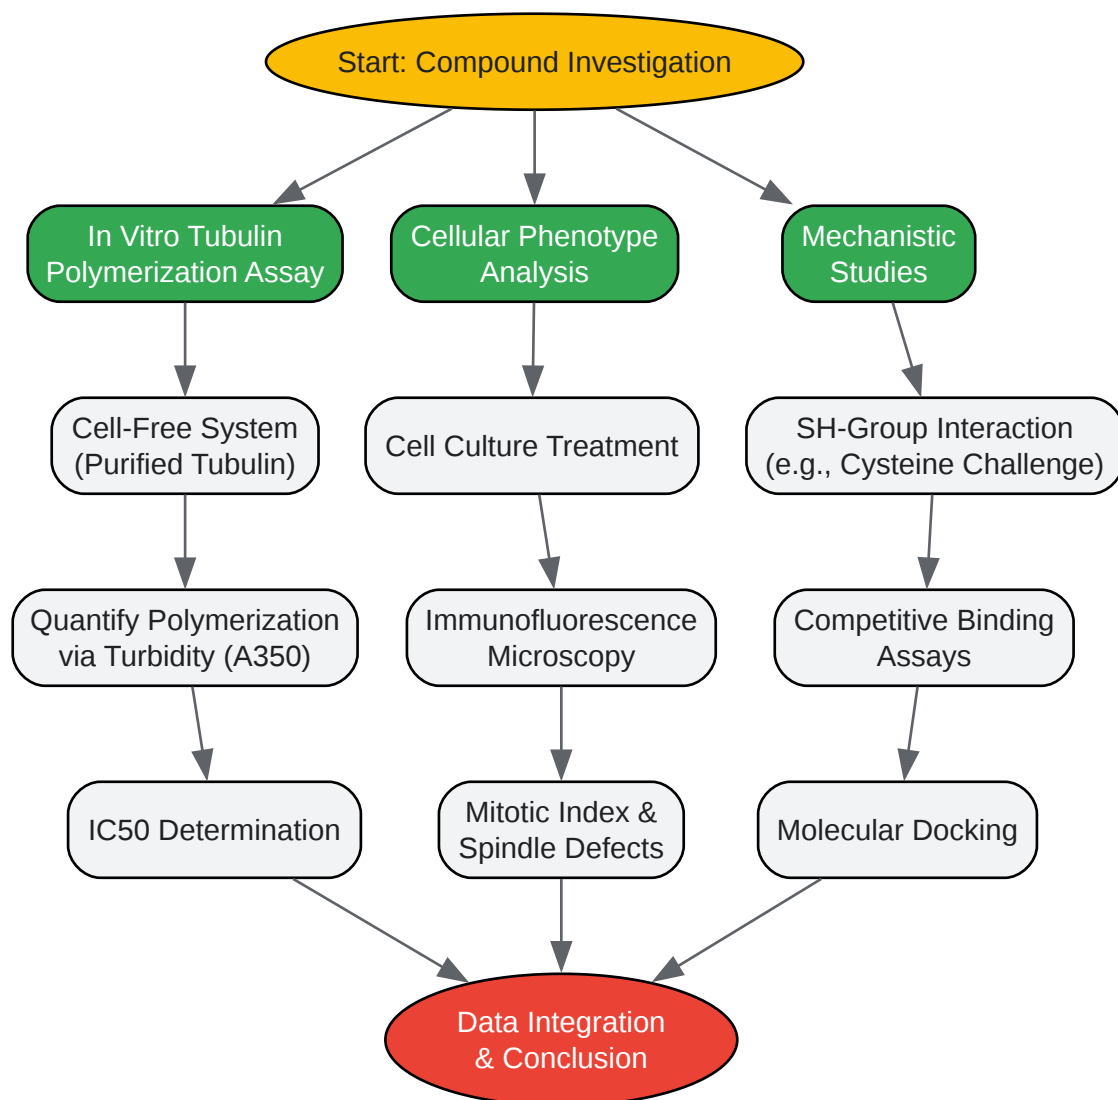 Start: Compound Investigation
In Vitro Tubulin
Polymerization Assay
Cellular Phenotype
Analysis
Mechanistic
Studies
Cell-Free System
(Purified Tubulin)
Cell Culture Treatment
SH-Group Interaction
(e.g., Cysteine Challenge)
Quantify Polymerization
via Turbidity (A350)
Immunofluorescence
Microscopy
Competitive Binding
Assays
IC50 Determination
Mitotic Index &
Spindle Defects
Molecular Docking
Data Integration
& Conclusion